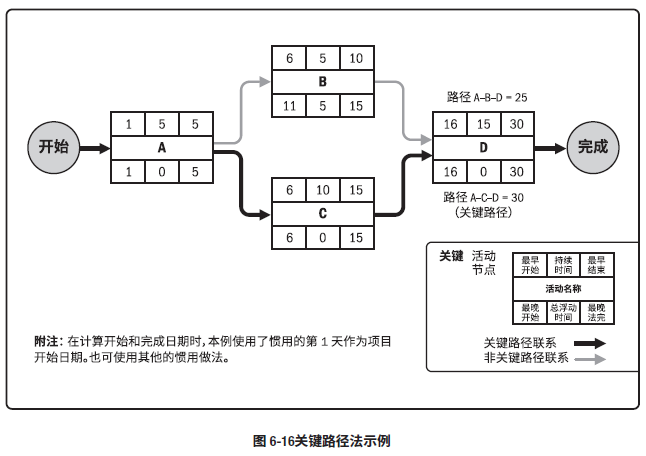 6 5 10
B
11 5 15
路径 A–B–D = 25
开始
1 5 5
A
1 0 5
16 15 30
D
16 0 30
完成
6 10 15
C
6 0 15
路径 A–C–D = 30
（关键路径）
关键 活动
节点
最早 持续 最早
开始 时间 结束
活动名称
最晚 总浮动 最晚
开始 时间 法完
关键路径联系
非关键路径联系
附注：在计算开始和完成日期时，本例使用了惯用的第 1 天作为项目
开始日期。也可使用其他的惯用做法。
图 6-16关键路径法示例